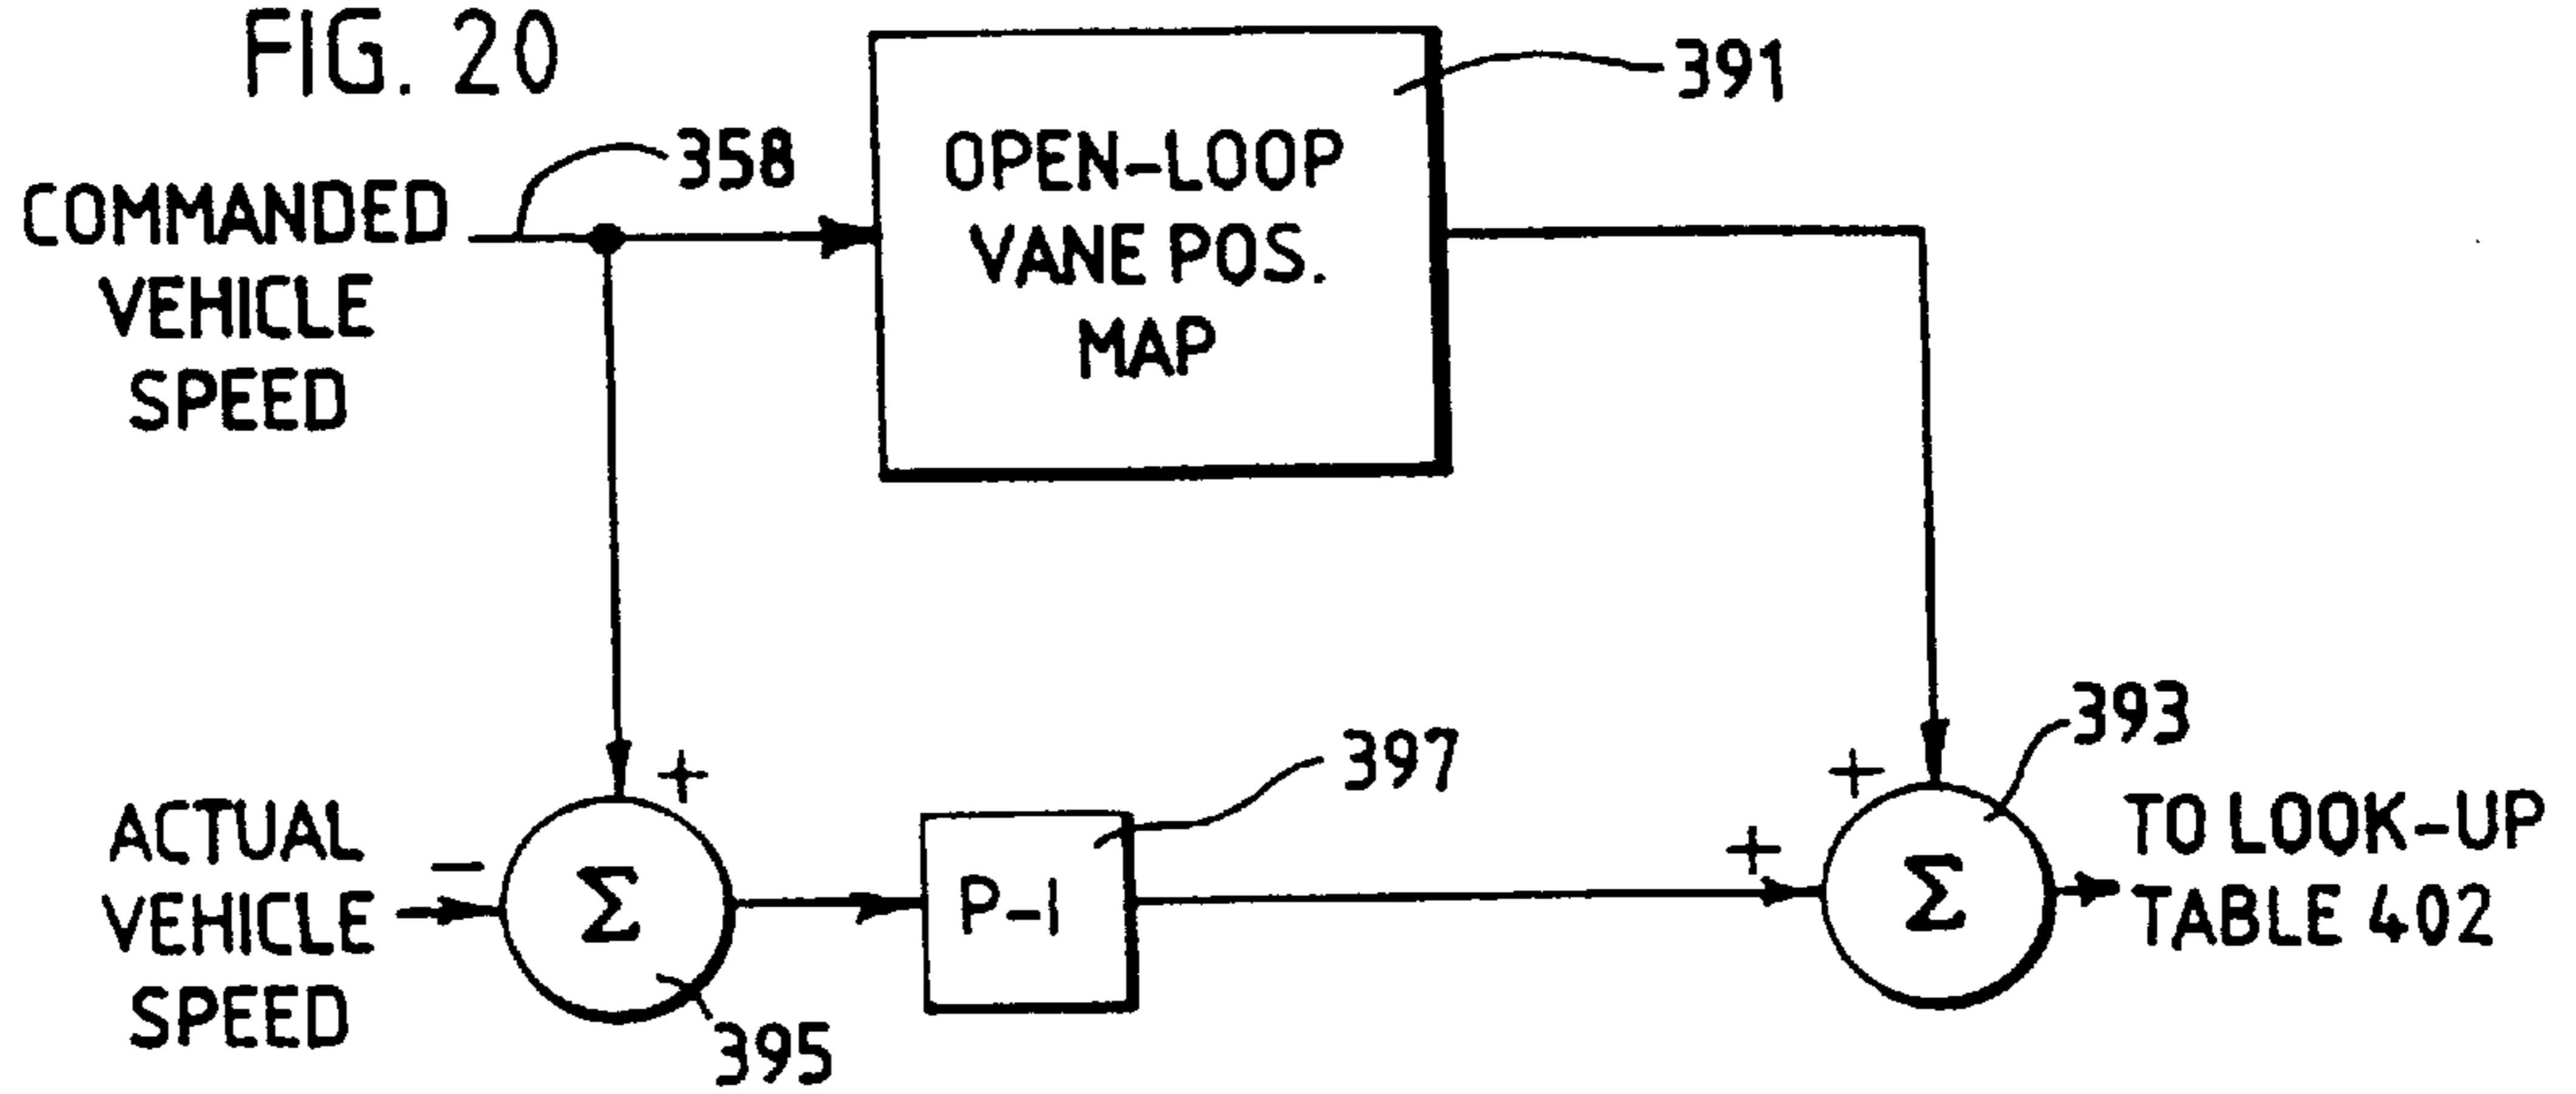 FIG. 20
391
358
COMMANDED
VEHICLE
SPEED
OPEN-LOOP
VANE POS.
MAP
+
397
+
393
ACTUAL
VEHICLE
SPEED
−
Σ
395
P-I
+
Σ
TO LOOK-UP
TABLE 402